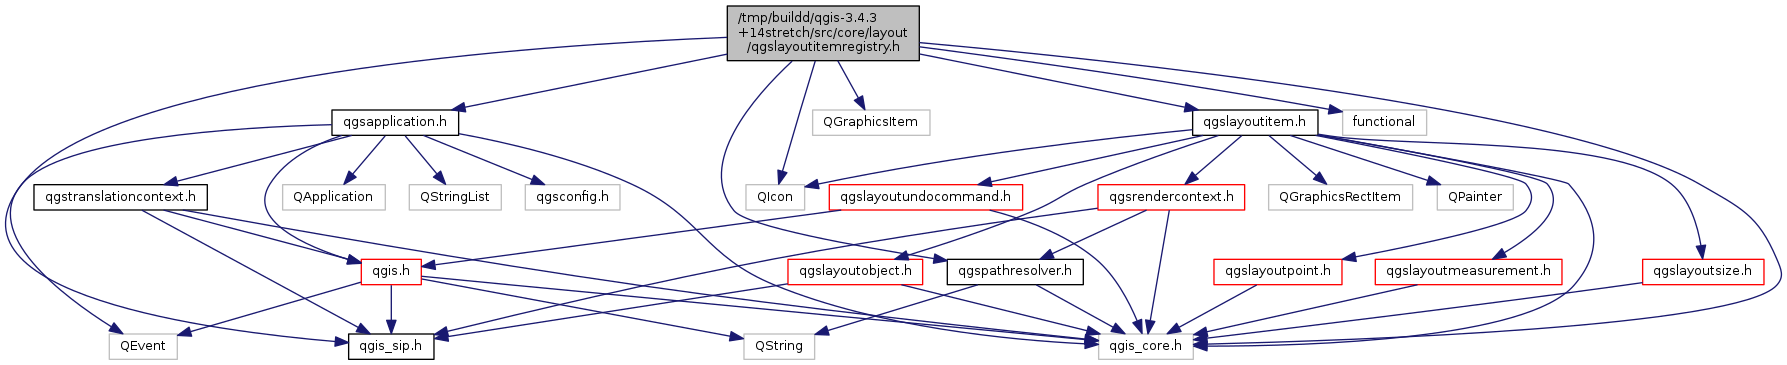 /tmp/buildd/qgis-3.4.3
+14stretch/src/core/layout
/qgslayoutitemregistry.h
qgsapplication.h
QGraphicsItem
qgslayoutitem.h
functional
qgstranslationcontext.h
QApplication
QStringList
qgsconfig.h
QIcon
qgslayoutundocommand.h
qgsrendercontext.h
QGraphicsRectItem
QPainter
qgis.h
qgslayoutobject.h
qgspathresolver.h
qgslayoutpoint.h
qgslayoutmeasurement.h
qgslayoutsize.h
QEvent
qgis_sip.h
QString
qgis_core.h